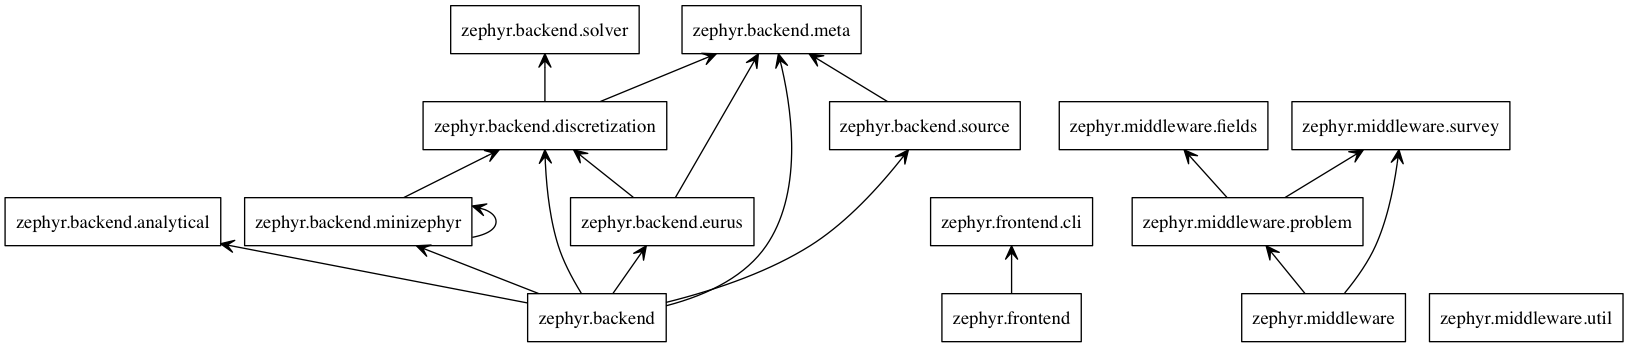 zephyr.backend.solver
zephyr.backend.meta
zephyr.backend.discretization
zephyr.backend.source
zephyr.middleware.fields
zephyr.middleware.survey
zephyr.backend.analytical
zephyr.backend.minizephyr
zephyr.backend.eurus
zephyr.frontend.cli
zephyr.middleware.problem
zephyr.backend
zephyr.frontend
zephyr.middleware
zephyr.middleware.util